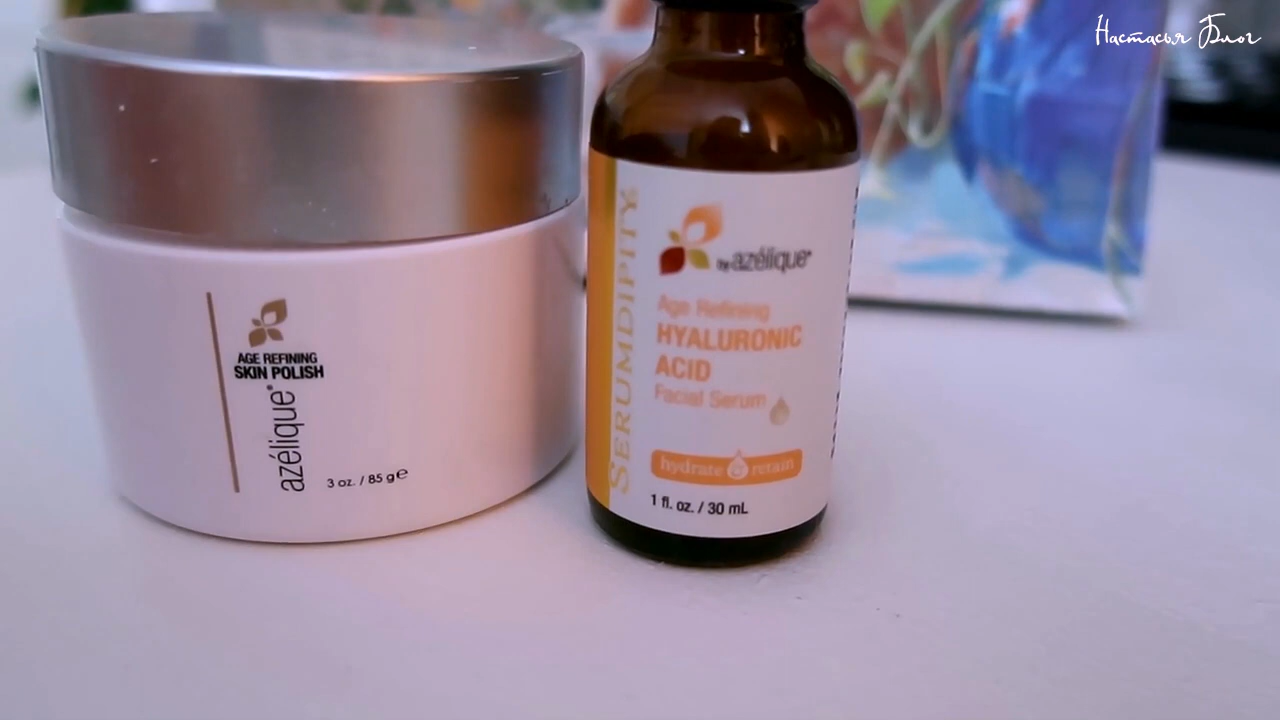 Настасья Блог
AGE REFINING
SKIN POLISH
azélique®
3 oz. / 85 g e
SERUMDIPITY
by azélique®
Age Refining
HYALURONIC
ACID
Facial Serum
hydrate retain
1 fl. oz. / 30 mL